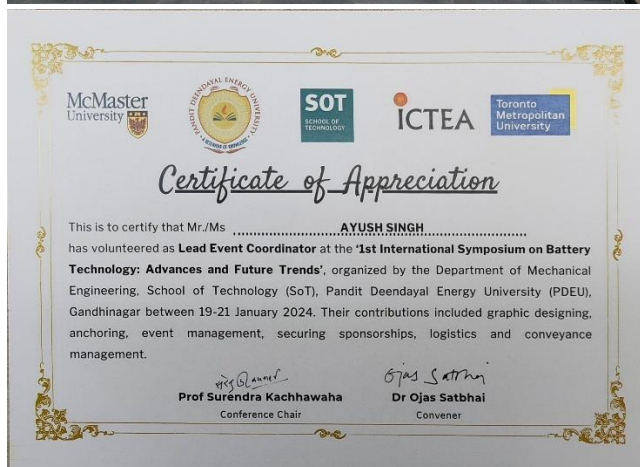 McMaster
University
PANDIT DEENDAYAL ENERGY UNIVERSITY
SOT
SCHOOL OF
TECHNOLOGY
ICTEA
Toronto
Metropolitan
University
Certificate of Appreciation
This is to certify that Mr./Ms ........ AYUSH SINGH ........
has volunteered as Lead Event Coordinator at the '1st International Symposium on Battery
Technology: Advances and Future Trends', organized by the Department of Mechanical
Engineering, School of Technology (SoT), Pandit Deendayal Energy University (PDEU),
Gandhinagar between 19-21 January 2024. Their contributions included graphic designing,
anchoring, event management, securing sponsorships, logistics and conveyance
management.
Ojas Satbhai
Prof Surendra Kachhawaha
Dr Ojas Satbhai
Conference Chair
Convener